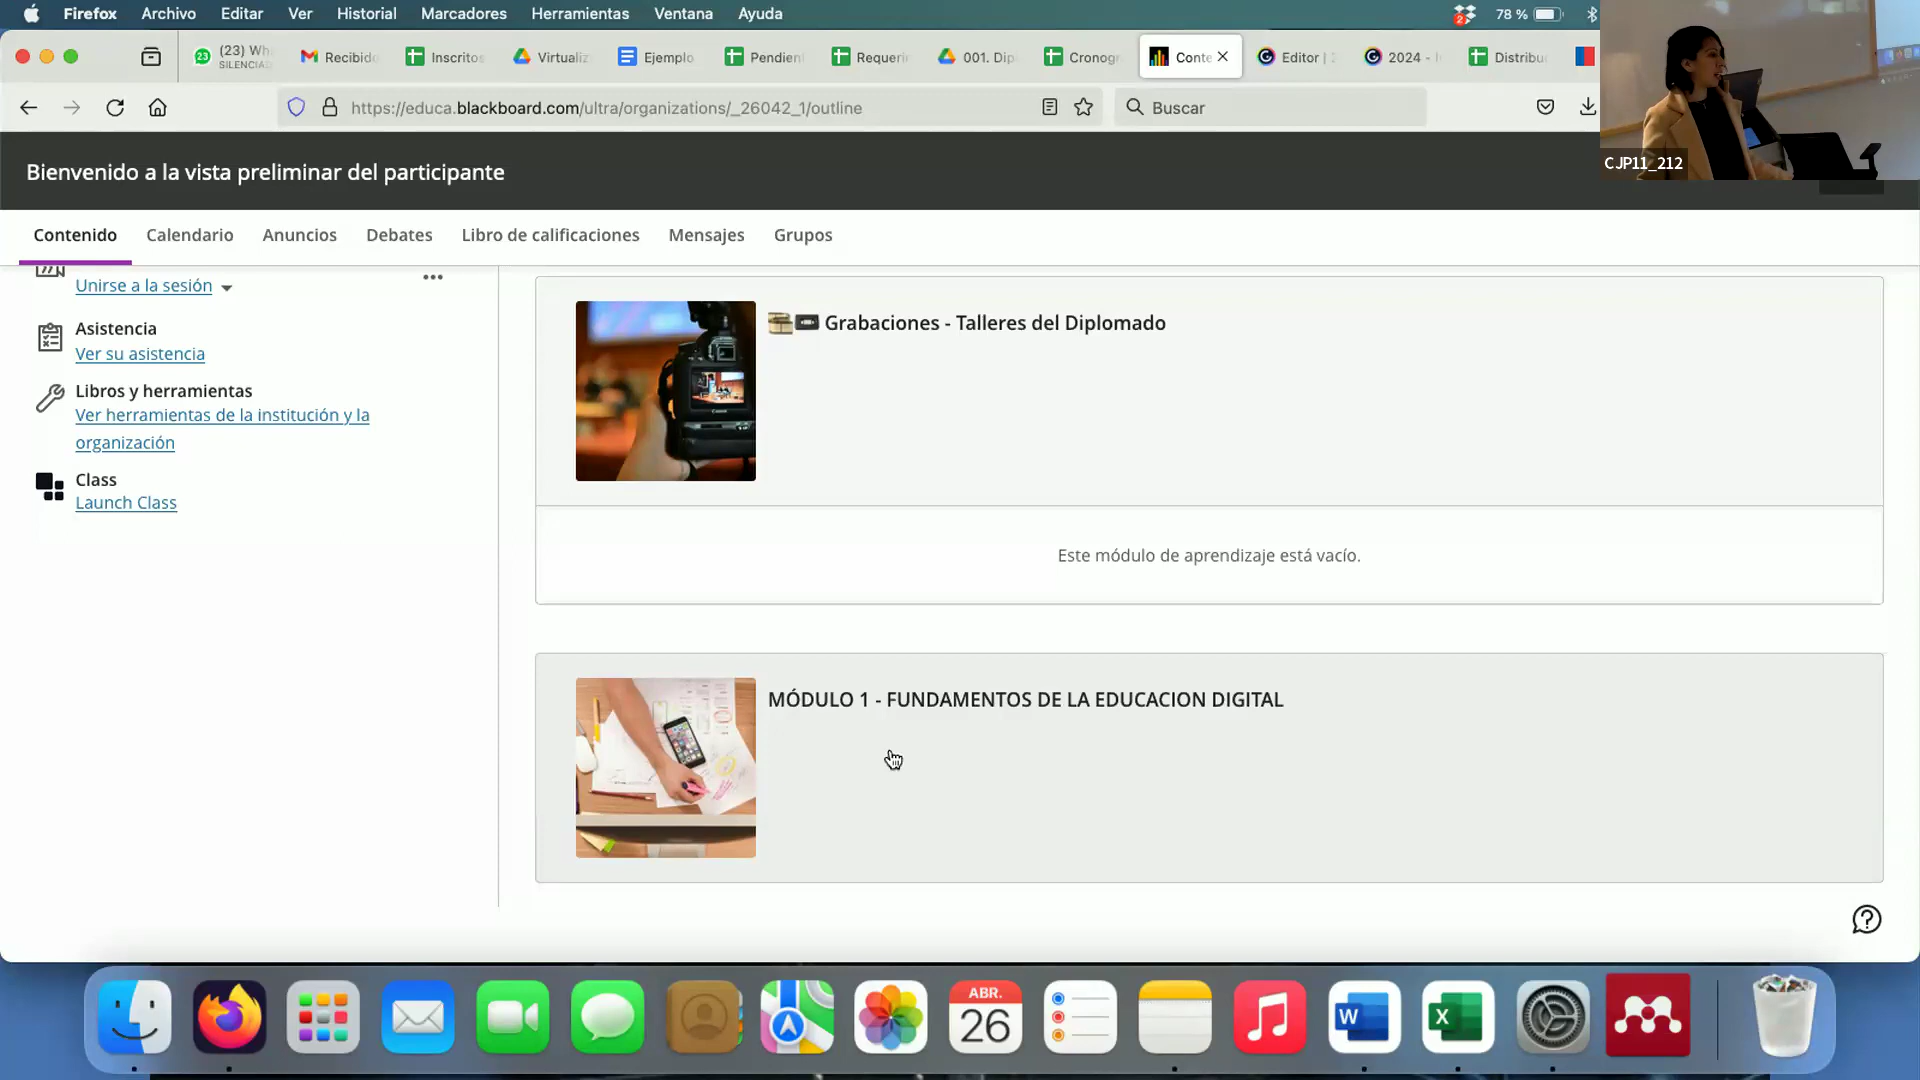 Firefox Archivo Editar Ver Historial Marcadores Herramientas Ventana Ayuda
2 78 %
23 (23) Wh
SILENCIA
Recibido
Inscritos
Virtualiz
Ejemplo
Pendien
Requeri
001. Dip
Cronogr
Conte
Editor |
2024 - I
Distribu
https://educa.blackboard.com/ultra/organizations/_26042_1/outline
Buscar
CJP11_212
Bienvenido a la vista preliminar del participante
Contenido Calendario Anuncios Debates Libro de calificaciones Mensajes Grupos
Unirse a la sesión
Asistencia
Ver su asistencia
Libros y herramientas
Ver herramientas de la institución y la
organización
Class
Launch Class
Grabaciones - Talleres del Diplomado
Este módulo de aprendizaje está vacío.
MÓDULO 1 - FUNDAMENTOS DE LA EDUCACION DIGITAL
ABR.
26
W
X